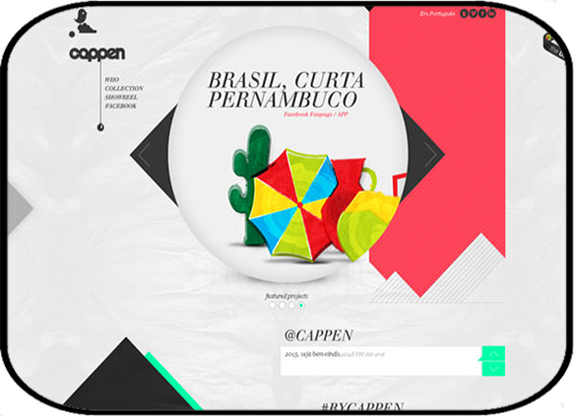 Em Português
cappen
WHO
COLLECTION
SHOWREEL
FACEBOOK
BRASIL, CURTA
PERNAMBUCO
Facebook Fanpage / APP
featured projects
@CAPPEN
2013, seja bem vindo.
#BYCAPPEN